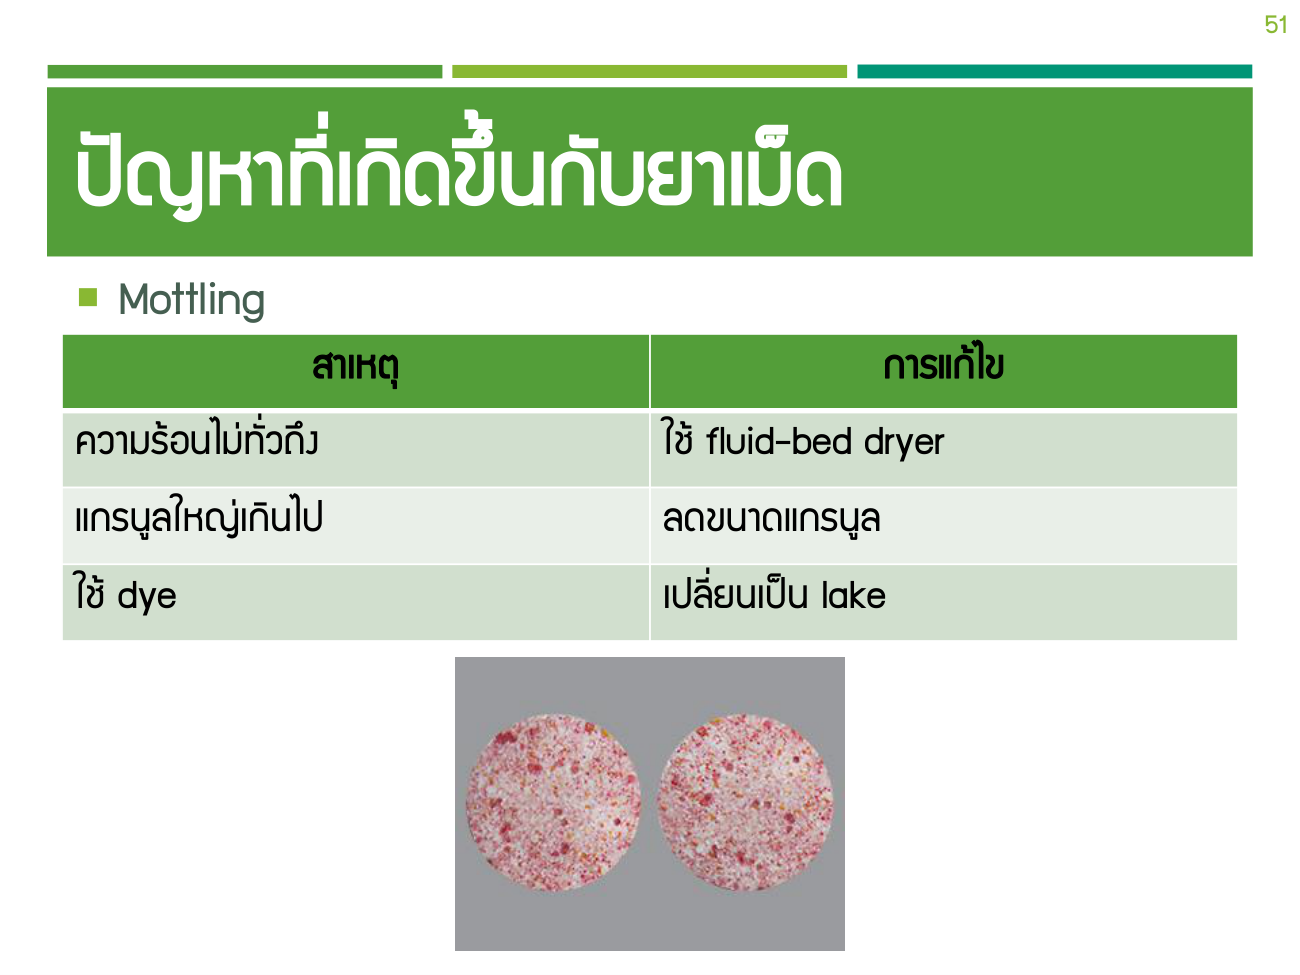 51
ปัญหาที่เกิดขึ้นกับยาเม็ด
Mottling
สาเหตุ
การแก้ไข
ความร้อนไม่ทั่วถึง
ใช้ fluid-bed dryer
แกรนูลใหญ่เกินไป
ลดขนาดแกรนูล
ใช้ dye
เปลี่ยนเป็น lake